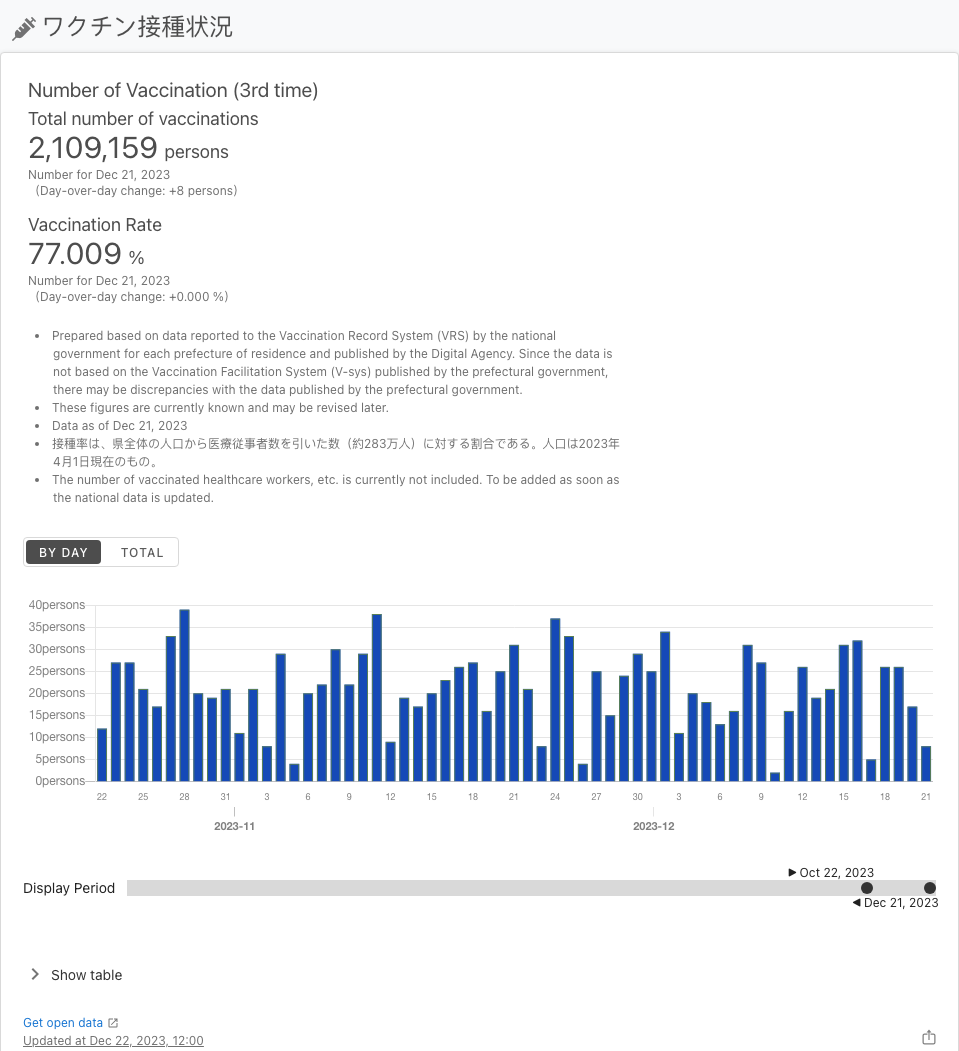 ワクチン接種状況
Number of Vaccination (3rd time)
Total number of vaccinations
2,109,159 persons
Number for Dec 21, 2023
(Day-over-day change: +8 persons)
Vaccination Rate
77.009 %
Number for Dec 21, 2023
(Day-over-day change: +0.000 %)
• Prepared based on data reported to the Vaccination Record System (VRS) by the national
government for each prefecture of residence and published by the Digital Agency. Since the data is
not based on the Vaccination Facilitation System (V-sys) published by the prefectural government,
there may be discrepancies with the data published by the prefectural government.
• These figures are currently known and may be revised later.
• Data as of Dec 21, 2023
• 接種率は、県全体の人口から医療従事者数を引いた数（約283万人）に対する割合である。人口は2023年
4月1日現在のもの。
• The number of vaccinated healthcare workers, etc. is currently not included. To be added as soon as
the national data is updated.
BY DAY TOTAL
40persons
35persons
30persons
25persons
20persons
15persons
10persons
5persons
0persons
22 25 28 31 3 6 9 12 15 18 21 24 27 30 3 6 9 12 15 18 21
2023-11 2023-12
Oct 22, 2023
Display Period
Dec 21, 2023
Show table
Get open data
Updated at Dec 22, 2023, 12:00